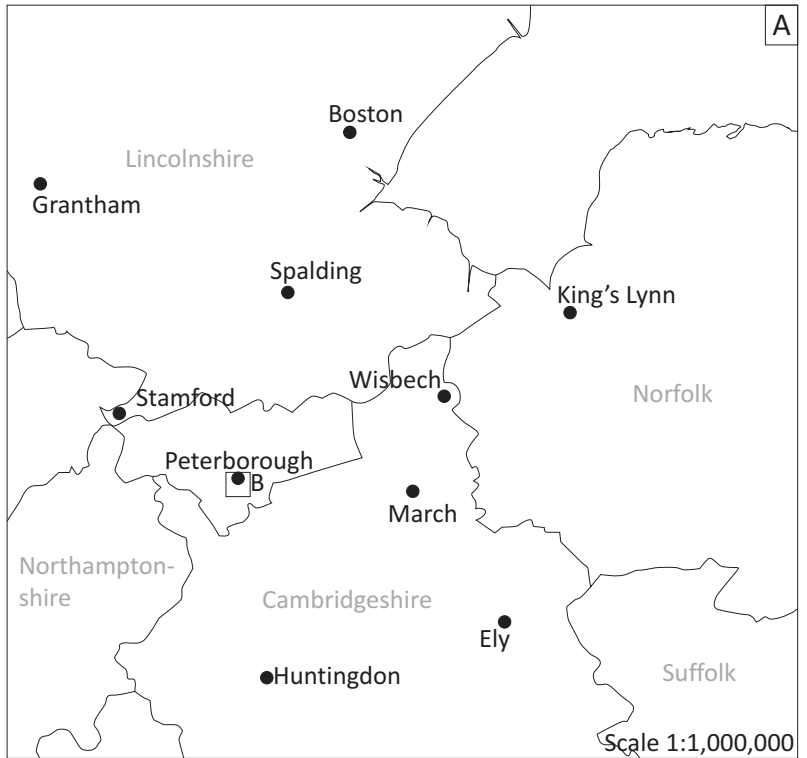 A
Boston
Lincolnshire
Grantham
Spalding
King's Lynn
Wisbech
Stamford
Norfolk
Peterborough
B
March
Northampton-
shire
Cambridgeshire
Ely
Suffolk
Huntingdon
Scale 1:1,000,000